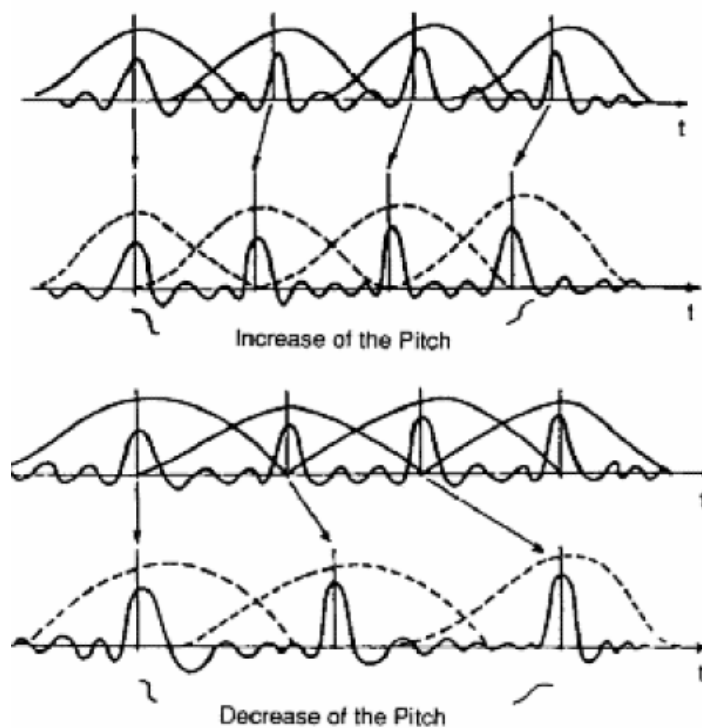 t
t
Increase of the Pitch
t
t
Decrease of the Pitch